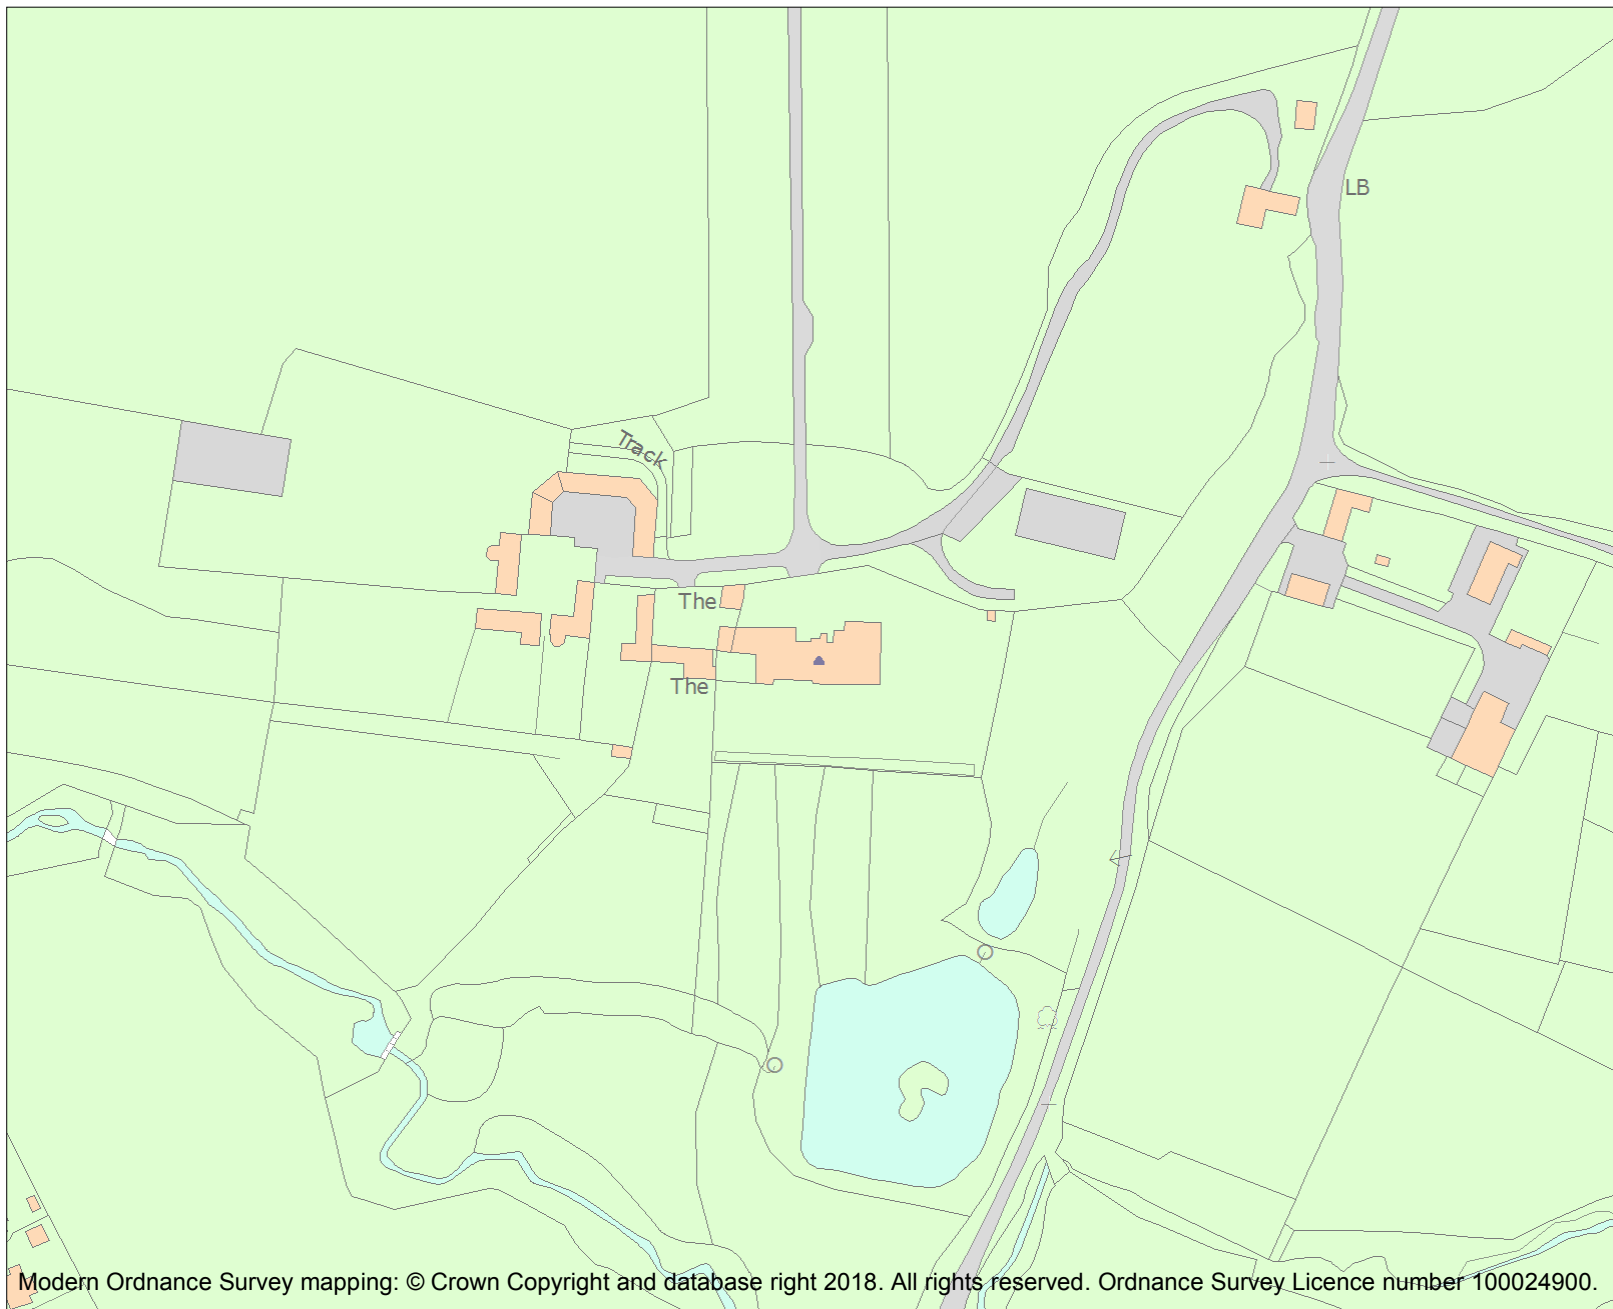 LB
Track
The
The
Modern Ordnance Survey mapping: © Crown Copyright and database right 2018. All rights reserved. Ordnance Survey Licence number 100024900.